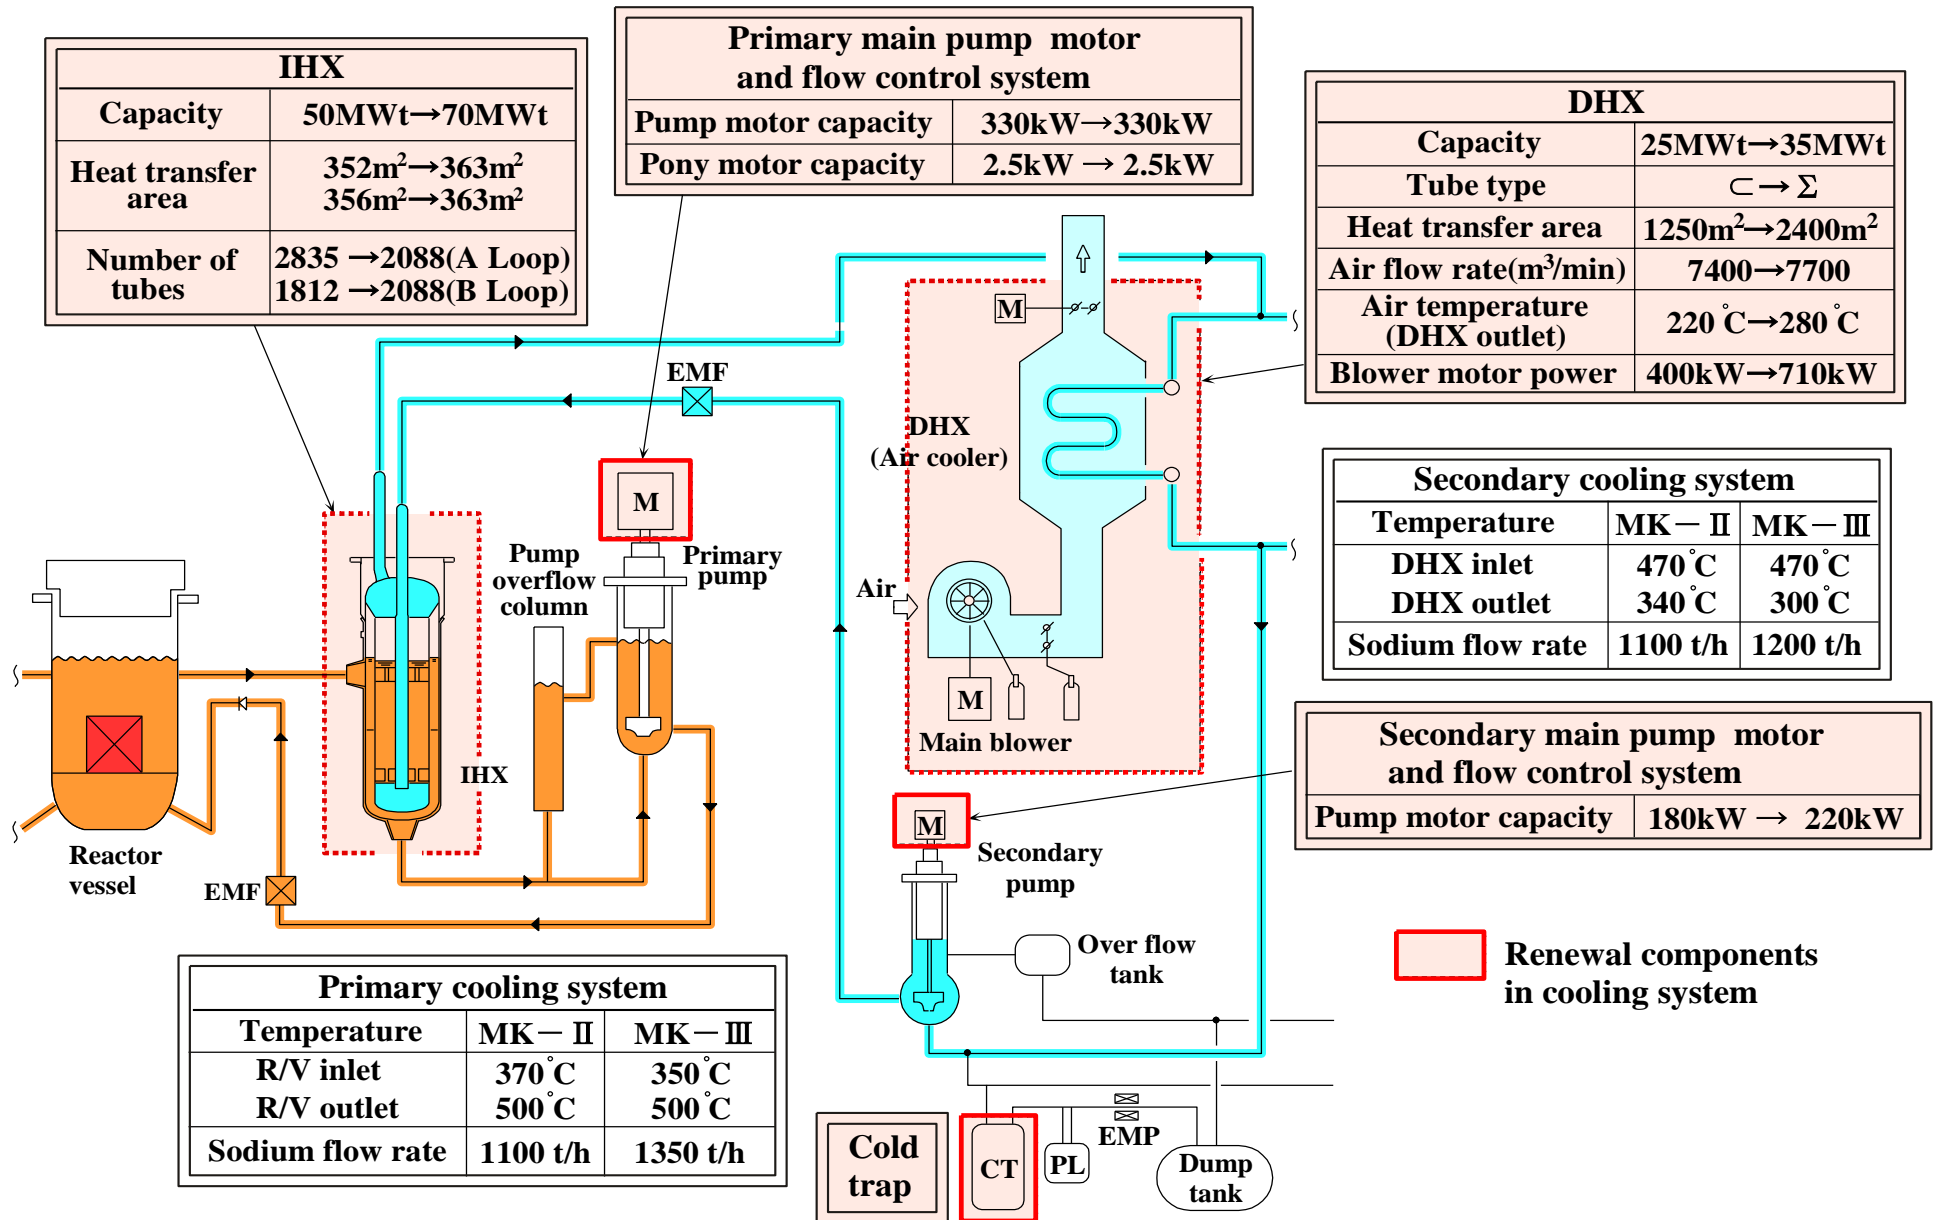 IHX
Capacity 50MWt→70MWt
Heat transfer area 352m²→363m²
356m²→363m²
Number of tubes 2835 →2088(A Loop)
1812 →2088(B Loop)
Primary main pump motor
and flow control system
Pump motor capacity 330kW→330kW
Pony motor capacity 2.5kW → 2.5kW
DHX
Capacity 25MWt→35MWt
Tube type ⊂→Σ
Heat transfer area 1250m²→2400m²
Air flow rate(m³/min) 7400→7700
Air temperature
(DHX outlet) 220˚C→280˚C
Blower motor power 400kW→710kW
M
EMF
DHX
(Air cooler)
M
Pump
overflow
column
Primary
pump
Air
M
Main blower
IHX
Reactor
vessel
EMF
Secondary cooling system
Temperature MK－Ⅱ MK－Ⅲ
DHX inlet 470˚C 470˚C
DHX outlet 340˚C 300˚C
Sodium flow rate 1100 t/h 1200 t/h
Secondary main pump motor
and flow control system
Pump motor capacity 180kW → 220kW
M
Secondary
pump
Over flow
tank
Renewal components
in cooling system
Primary cooling system
Temperature MK－Ⅱ MK－Ⅲ
R/V inlet 370˚C 350˚C
R/V outlet 500˚C 500˚C
Sodium flow rate 1100 t/h 1350 t/h
Cold
trap
CT
PL
EMP
Dump
tank